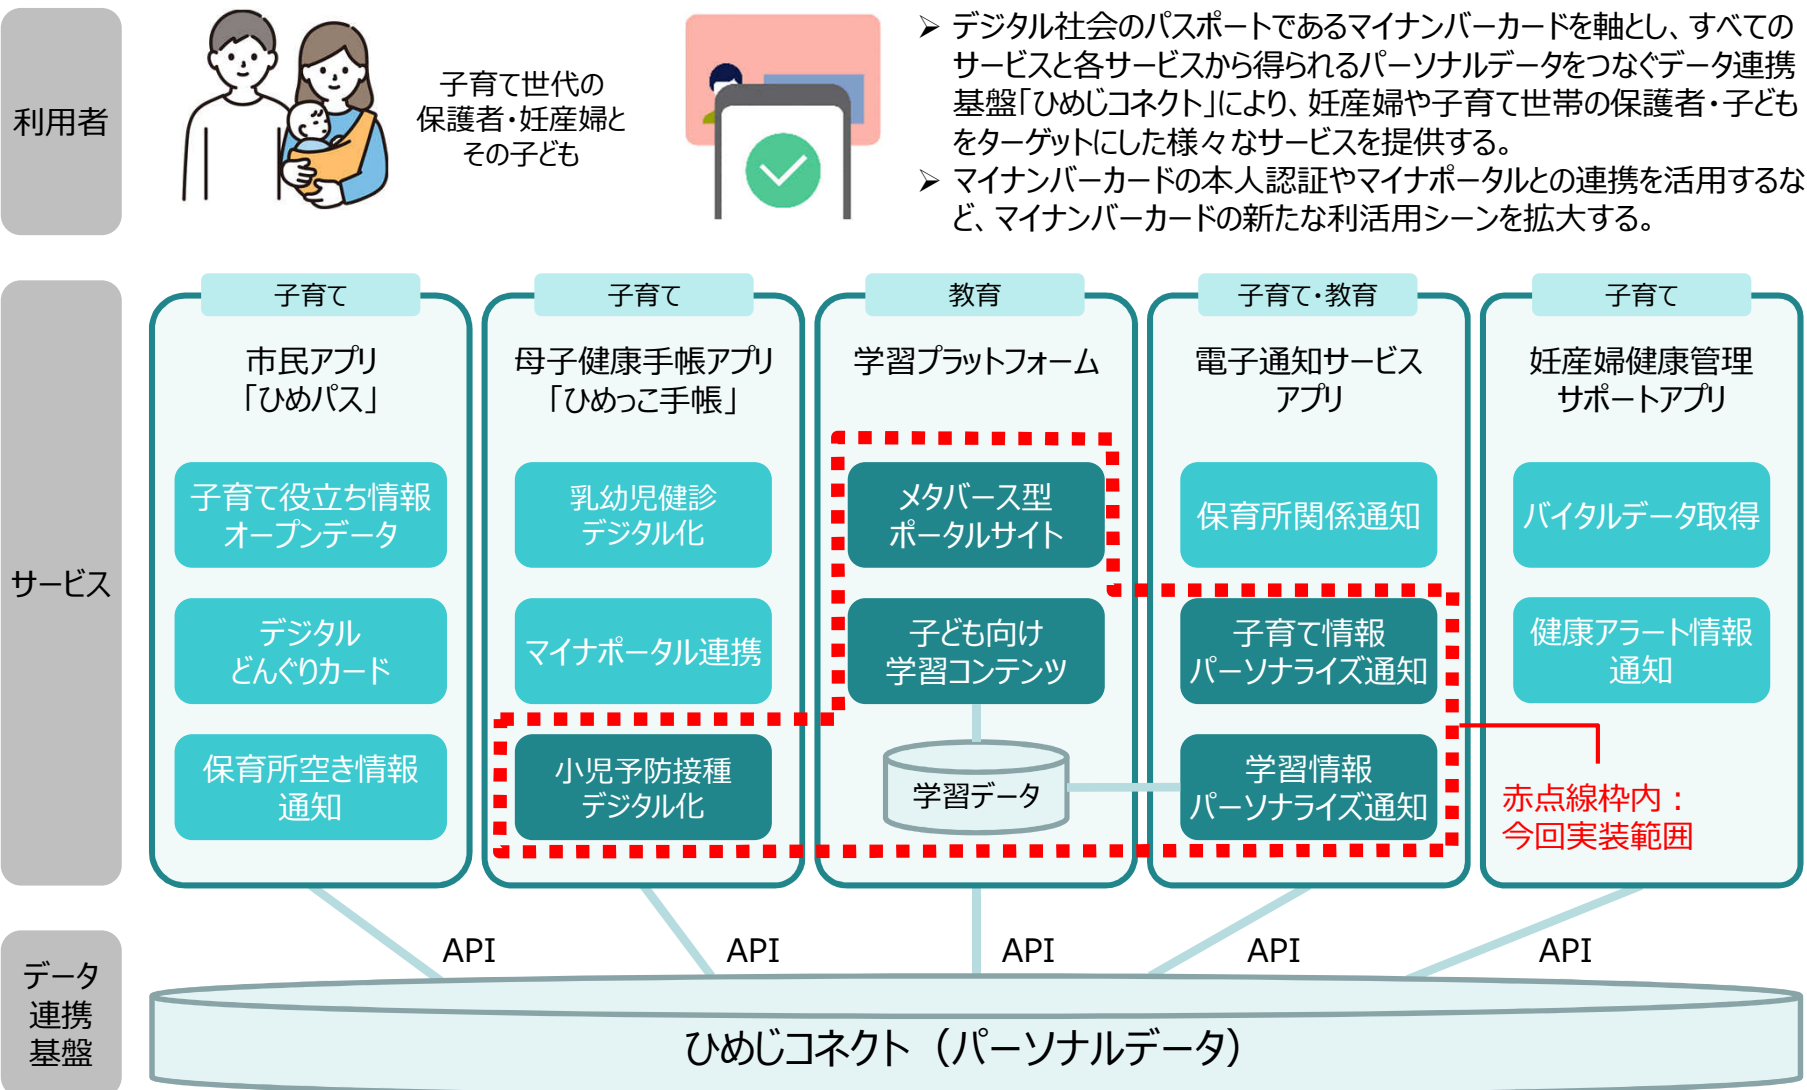 利用者
子育て世代の
保護者・妊産婦と
その子ども
➢ デジタル社会のパスポートであるマイナンバーカードを軸とし、すべての
サービスと各サービスから得られるパーソナルデータをつなぐデータ連携
基盤「ひめじコネクト」により、妊産婦や子育て世帯の保護者・子ども
をターゲットにした様々なサービスを提供する。
➢ マイナンバーカードの本人認証やマイナポータルとの連携を活用するな
ど、マイナンバーカードの新たな利活用シーンを拡大する。
サービス
子育て
市民アプリ
「ひめパス」
子育て役立ち情報
オープンデータ
デジタル
どんぐりカード
保育所空き情報
通知
子育て
母子健康手帳アプリ
「ひめっこ手帳」
乳幼児健診
デジタル化
マイナポータル連携
小児予防接種
デジタル化
教育
学習プラットフォーム
メタバース型
ポータルサイト
子ども向け
学習コンテンツ
学習データ
子育て・教育
電子通知サービス
アプリ
保育所関係通知
子育て情報
パーソナライズ通知
学習情報
パーソナライズ通知
子育て
妊産婦健康管理
サポートアプリ
バイタルデータ取得
健康アラート情報
通知
赤点線枠内：
今回実装範囲
API
API
API
API
API
データ
連携
基盤
ひめじコネクト（パーソナルデータ）